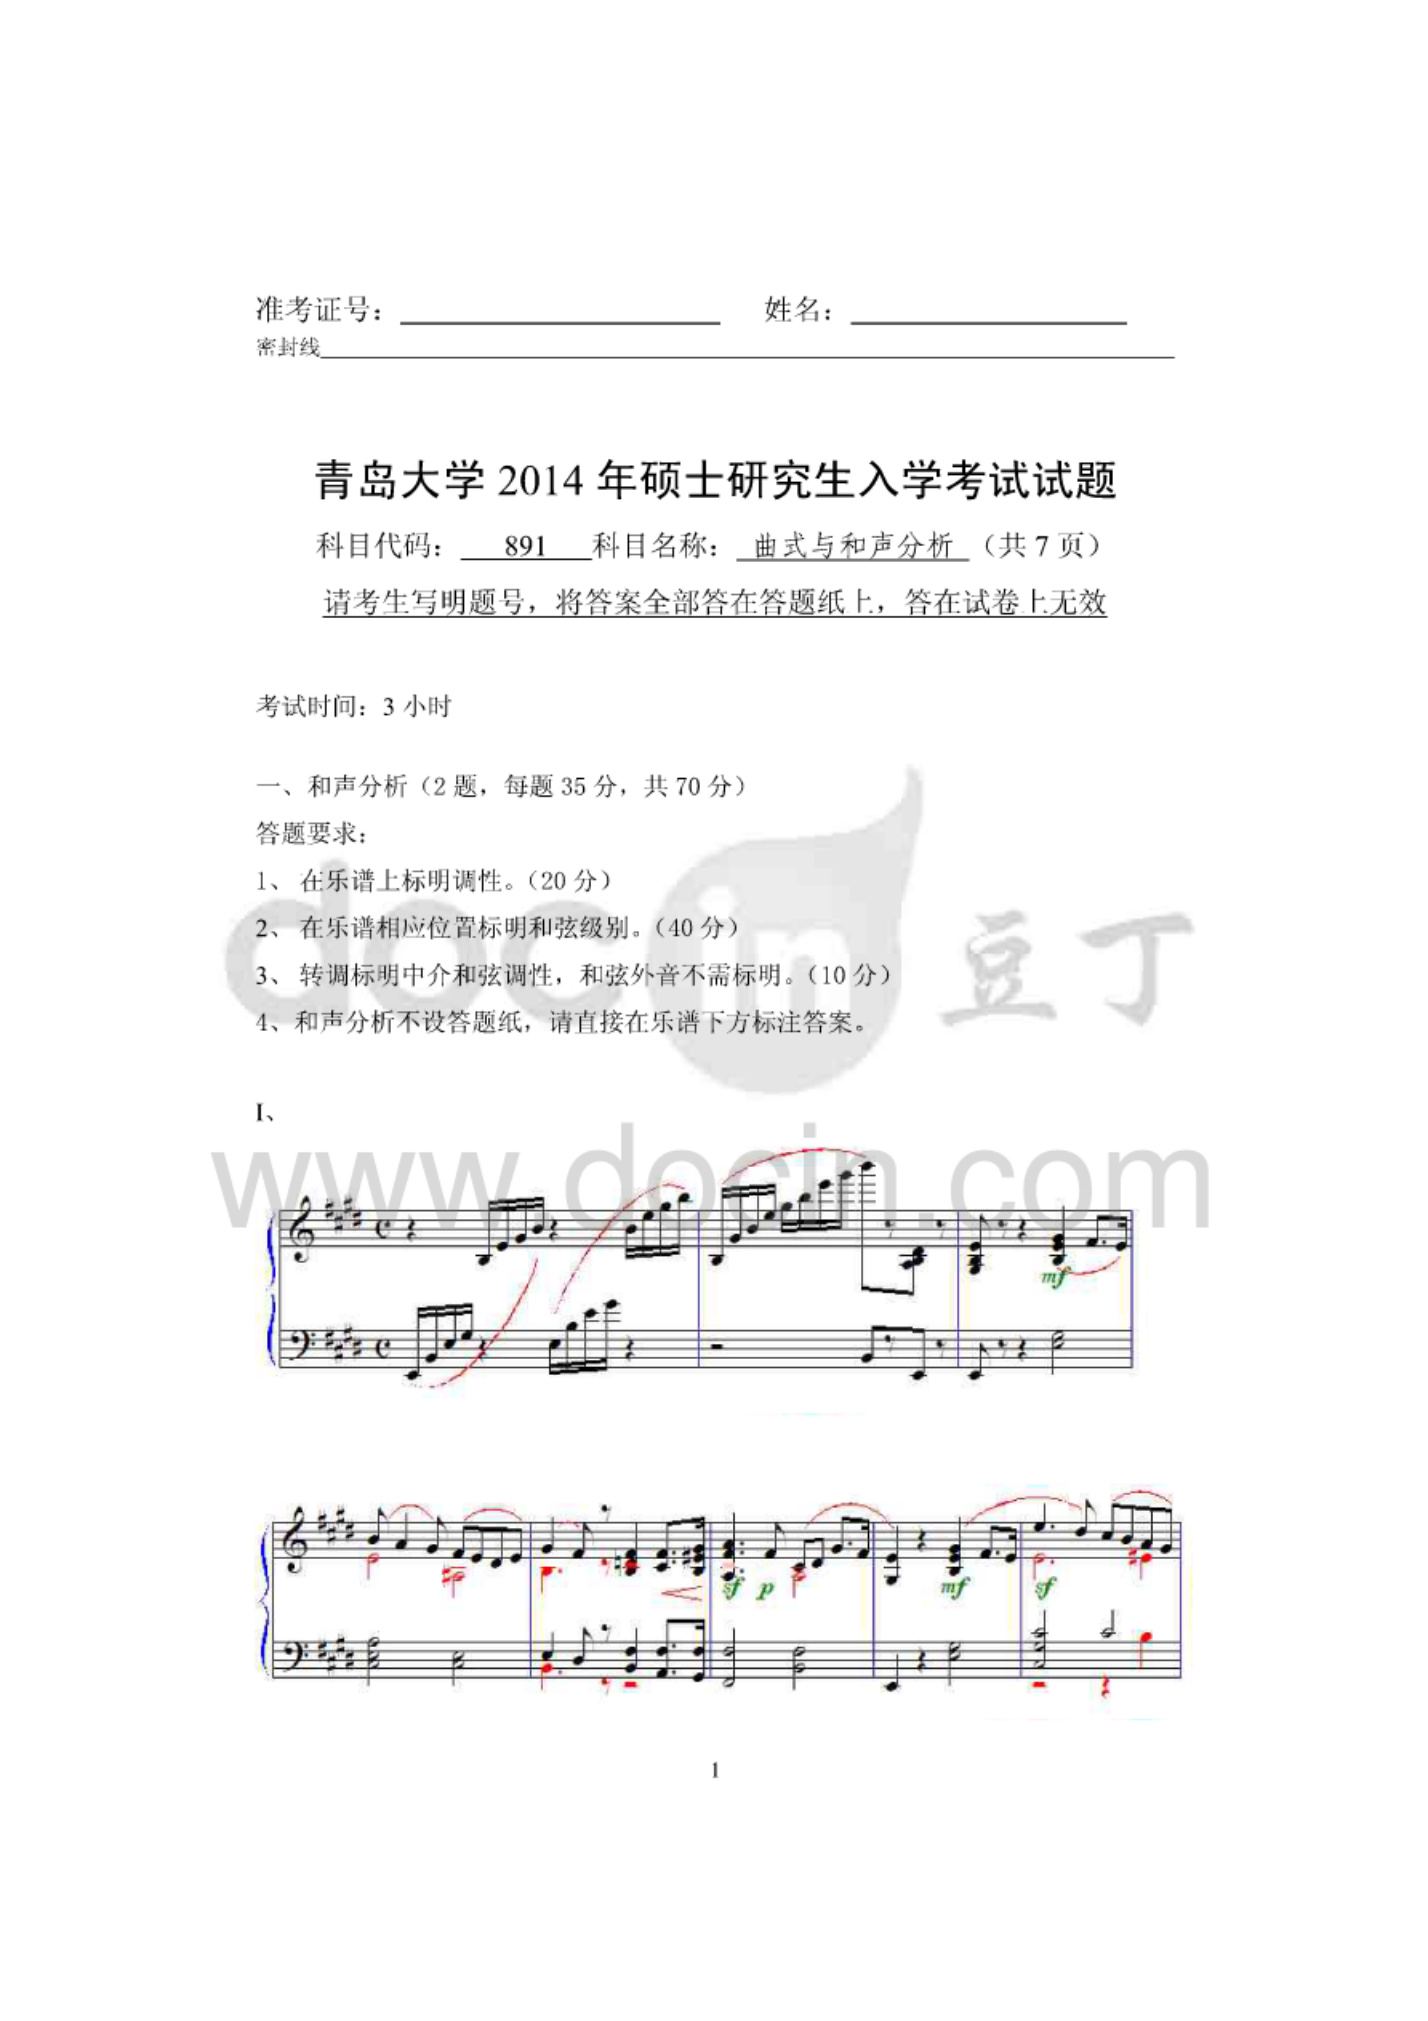 准考证号： 姓名：
密封线
青岛大学 2014 年硕士研究生入学考试试题
科目代码： 891 科目名称： 曲式与和声分析 （共 7 页）
请考生写明题号，将答案全部答在答题纸上，答在试卷上无效
考试时间：3 小时
一、和声分析（2 题，每题 35 分，共 70 分）
答题要求：
1、 在乐谱上标明调性。（20 分）
2、 在乐谱相应位置标明和弦级别。（40 分）
3、 转调标明中介和弦调性，和弦外音不需标明。（10 分）
4、和声分析不设答题纸，请直接在乐谱下方标注答案。
docin 豆丁
www.docin.com
I、
mf
sf p mf sf
1